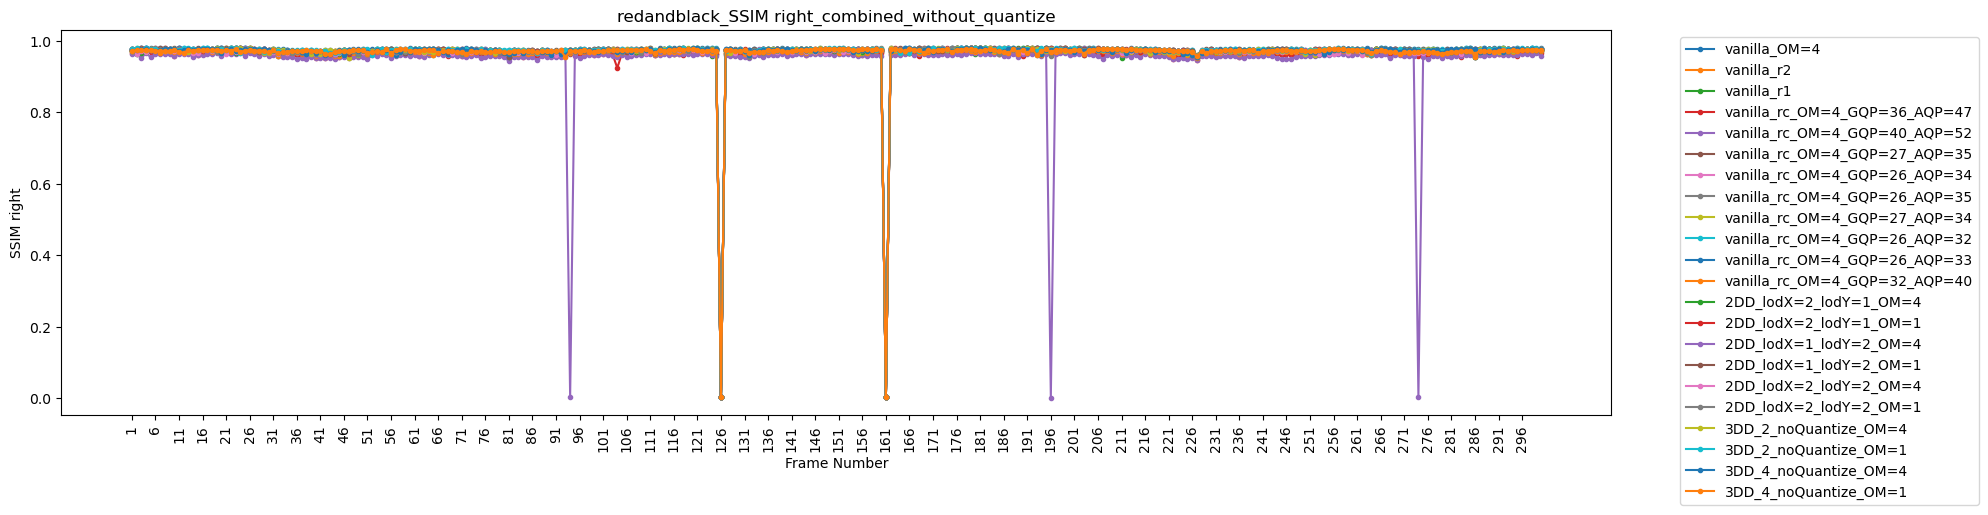 redandblack_SSIM right_combined_without_quantize
1.0
0.8
0.6
0.4
0.2
0.0
SSIM right
1 6 11 16 21 26 31 36 41 46 51 56 61 66 71 76 81 86 91 96 101 106 111 116 121 126 131 136 141 146 151 156 161 166 171 176 181 186 191 196 201 206 211 216 221 226 231 236 241 246 251 256 261 266 271 276 281 286 291 296
Frame Number
vanilla_OM=4
vanilla_r2
vanilla_r1
vanilla_rc_OM=4_GQP=36_AQP=47
vanilla_rc_OM=4_GQP=40_AQP=52
vanilla_rc_OM=4_GQP=27_AQP=35
vanilla_rc_OM=4_GQP=26_AQP=34
vanilla_rc_OM=4_GQP=26_AQP=35
vanilla_rc_OM=4_GQP=27_AQP=34
vanilla_rc_OM=4_GQP=26_AQP=32
vanilla_rc_OM=4_GQP=26_AQP=33
vanilla_rc_OM=4_GQP=32_AQP=40
2DD_lodX=2_lodY=1_OM=4
2DD_lodX=2_lodY=1_OM=1
2DD_lodX=1_lodY=2_OM=4
2DD_lodX=1_lodY=2_OM=1
2DD_lodX=2_lodY=2_OM=4
2DD_lodX=2_lodY=2_OM=1
3DD_2_noQuantize_OM=4
3DD_2_noQuantize_OM=1
3DD_4_noQuantize_OM=4
3DD_4_noQuantize_OM=1